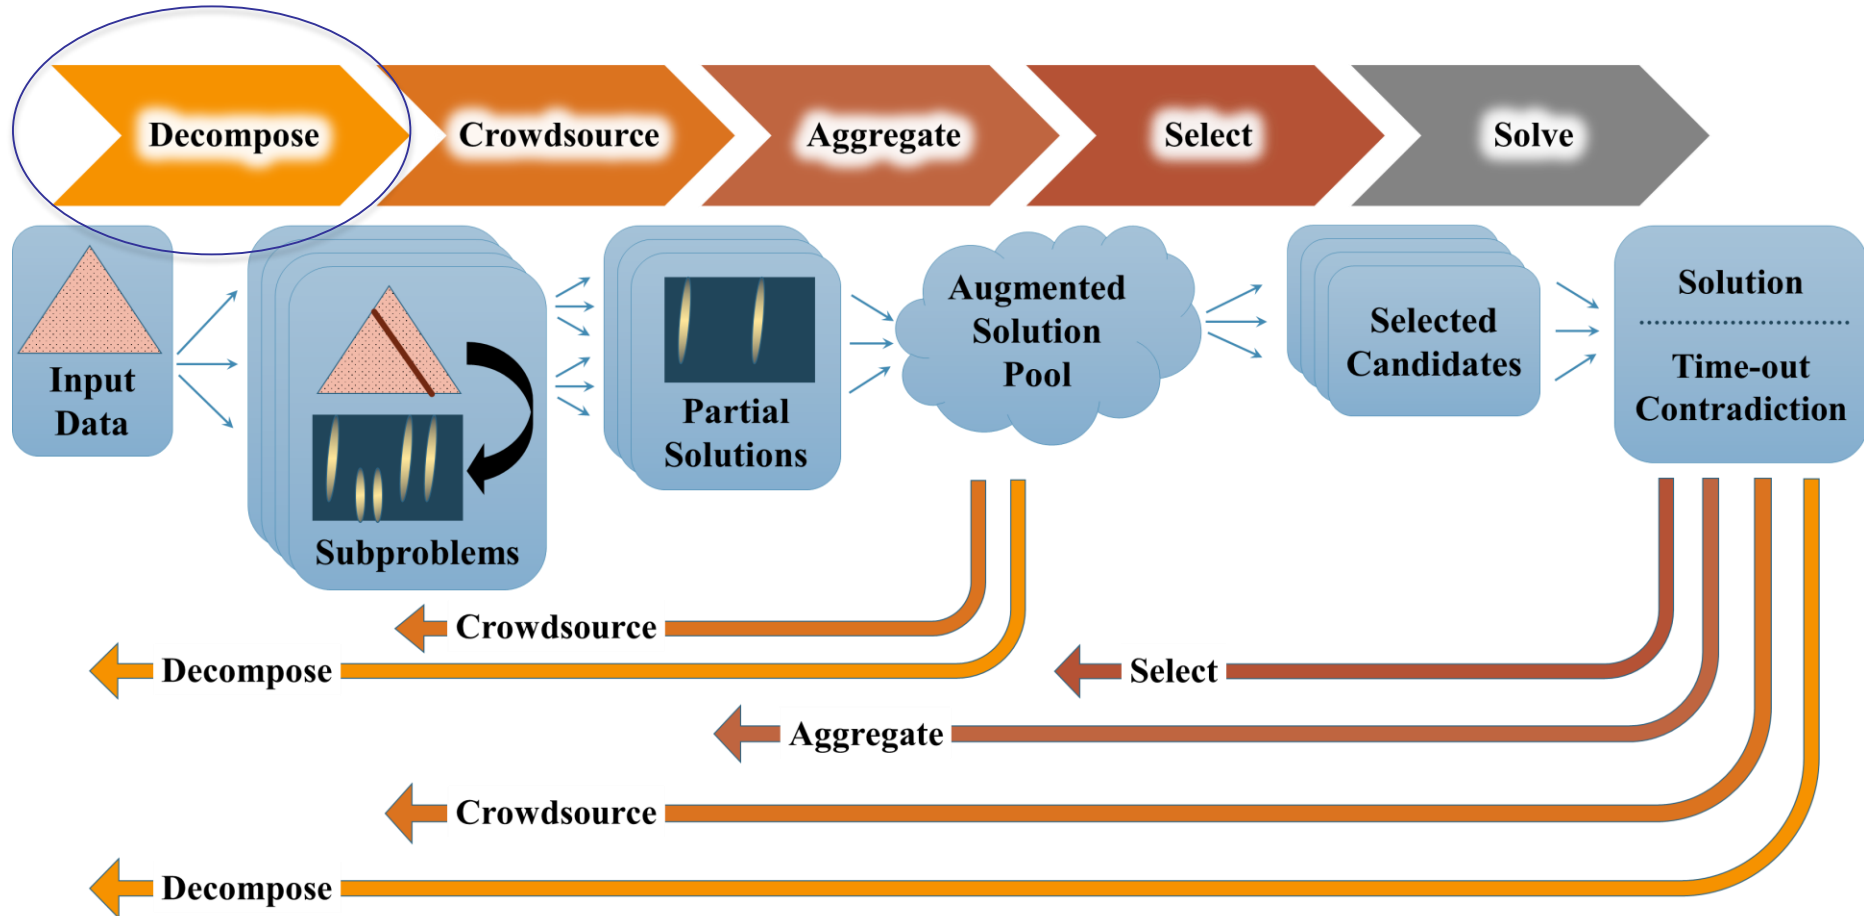 Decompose
Crowdsource
Aggregate
Select
Solve
Input
Data
Subproblems
Partial
Solutions
Augmented
Solution
Pool
Selected
Candidates
Solution
Time-out
Contradiction
Crowdsource
Decompose
Select
Aggregate
Crowdsource
Decompose